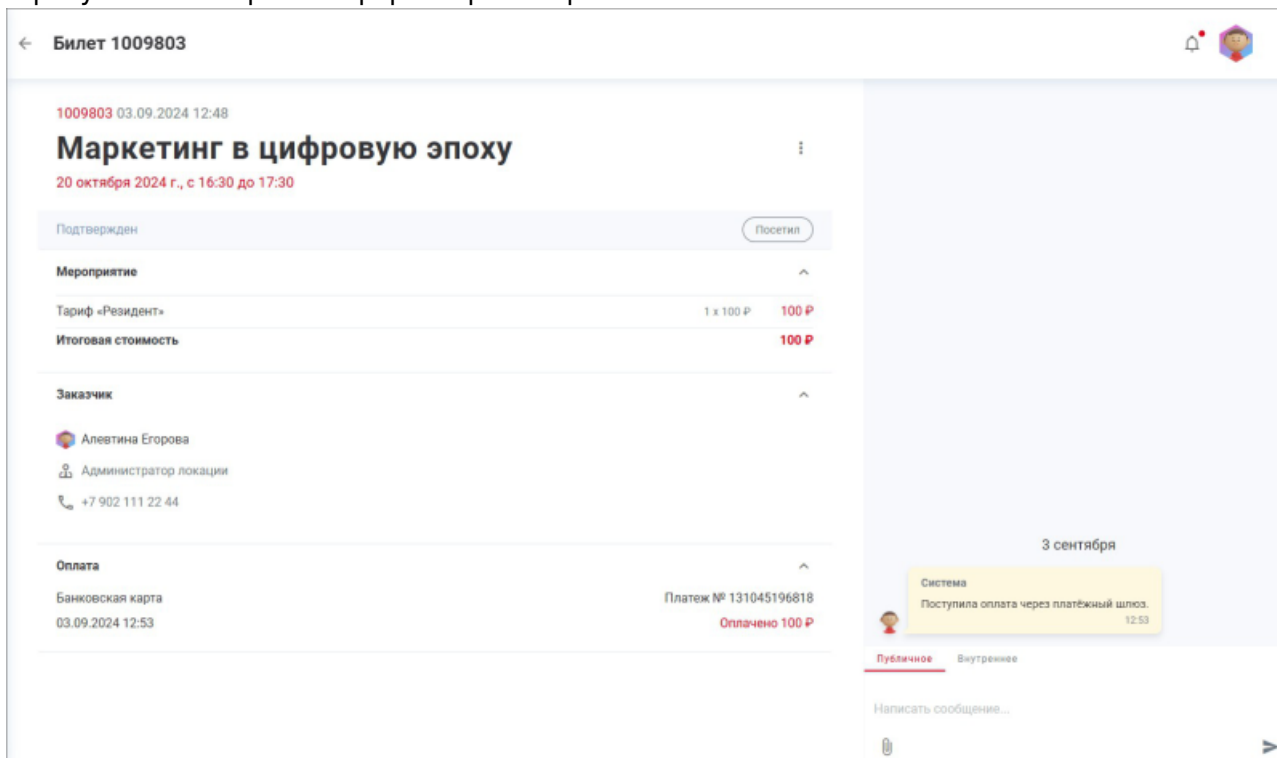 Билет 1009803
1009803 03.09.2024 12:48
Маркетинг в цифровую эпоху
20 октября 2024 г., с 16:30 до 17:30
Подтвержден
Посетил
Мероприятие
Тариф «Резидент» 1 x 100 ₽ 100 ₽
Итоговая стоимость 100 ₽
Заказчик
Алевтина Егорова
Администратор локации
+7 902 111 22 44
Оплата
Банковская карта Платеж № 131045196818
03.09.2024 12:53 Оплачено 100 ₽
3 сентября
Система
Поступила оплата через платёжный шлюз.
12:53
Публичное Внутреннее
Написать сообщение...